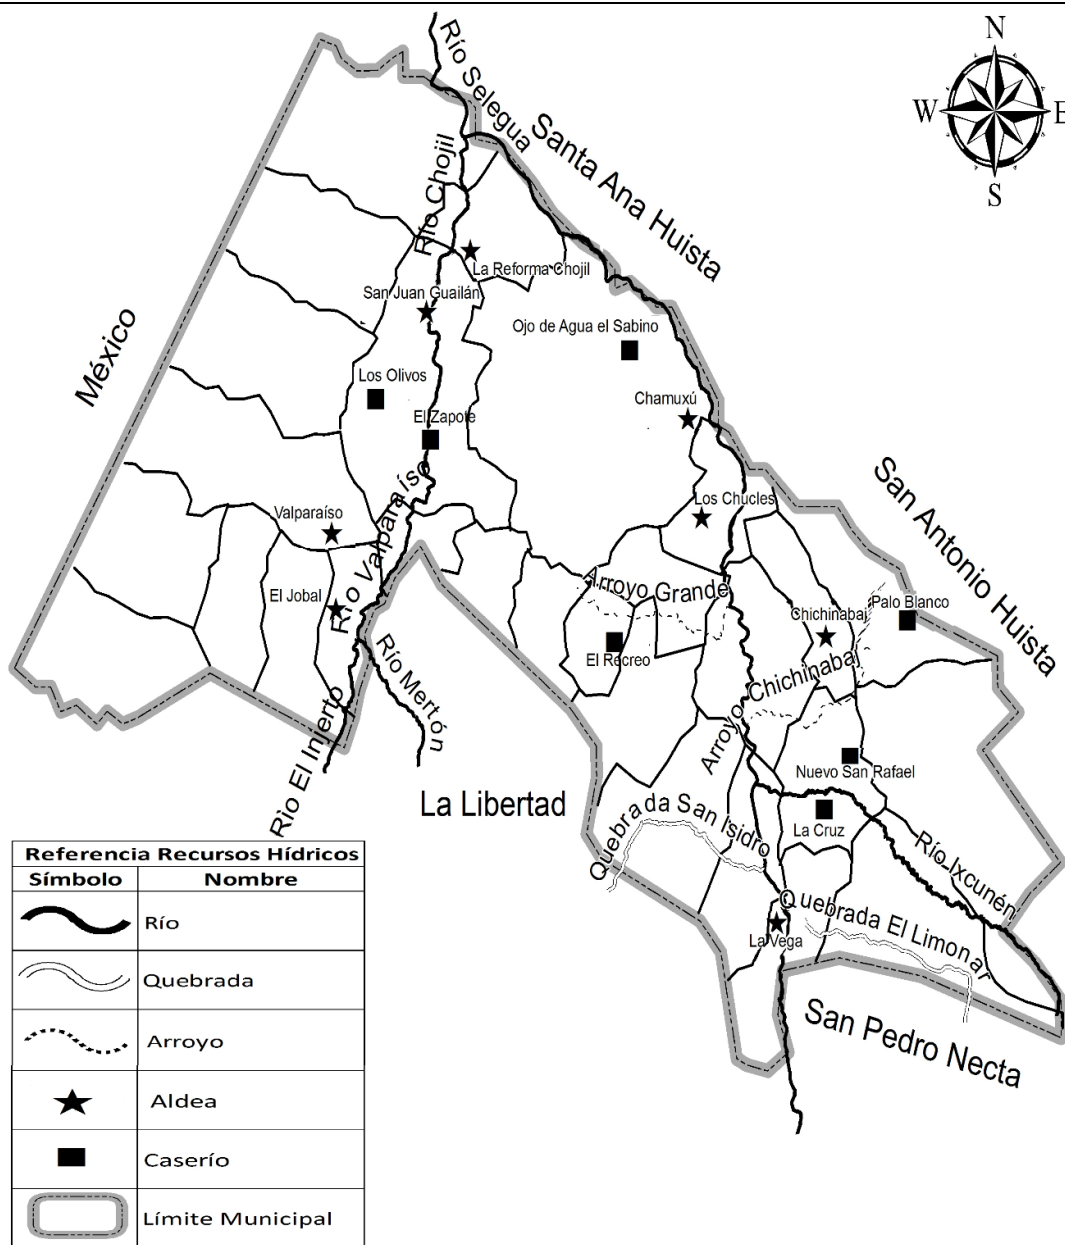 N
W
E
S
Río Selegua
Santa Ana Huista
Río Chojil
La Reforma Chojil
San Juan Guailán
Ojo de Agua el Sabino
México
Los Olivos
Chamuxú
El Zapote
San Antonio Huista
Río Valparaíso
Los Chucles
Valparaíso
Arroyo Grande
El Jobal
Palo Blanco
Chichinabaj
El Recreo
Río Mertón
Arroyo Chichinabaj
Rio El Injerto
Nuevo San Rafael
La Libertad
Quebrada San Isidro
La Cruz
Río Ixcunén
Quebrada El Limonar
La Vega
San Pedro Necta
Referencia Recursos Hídricos
Símbolo Nombre
Río
Quebrada
Arroyo
Aldea
Caserío
Límite Municipal